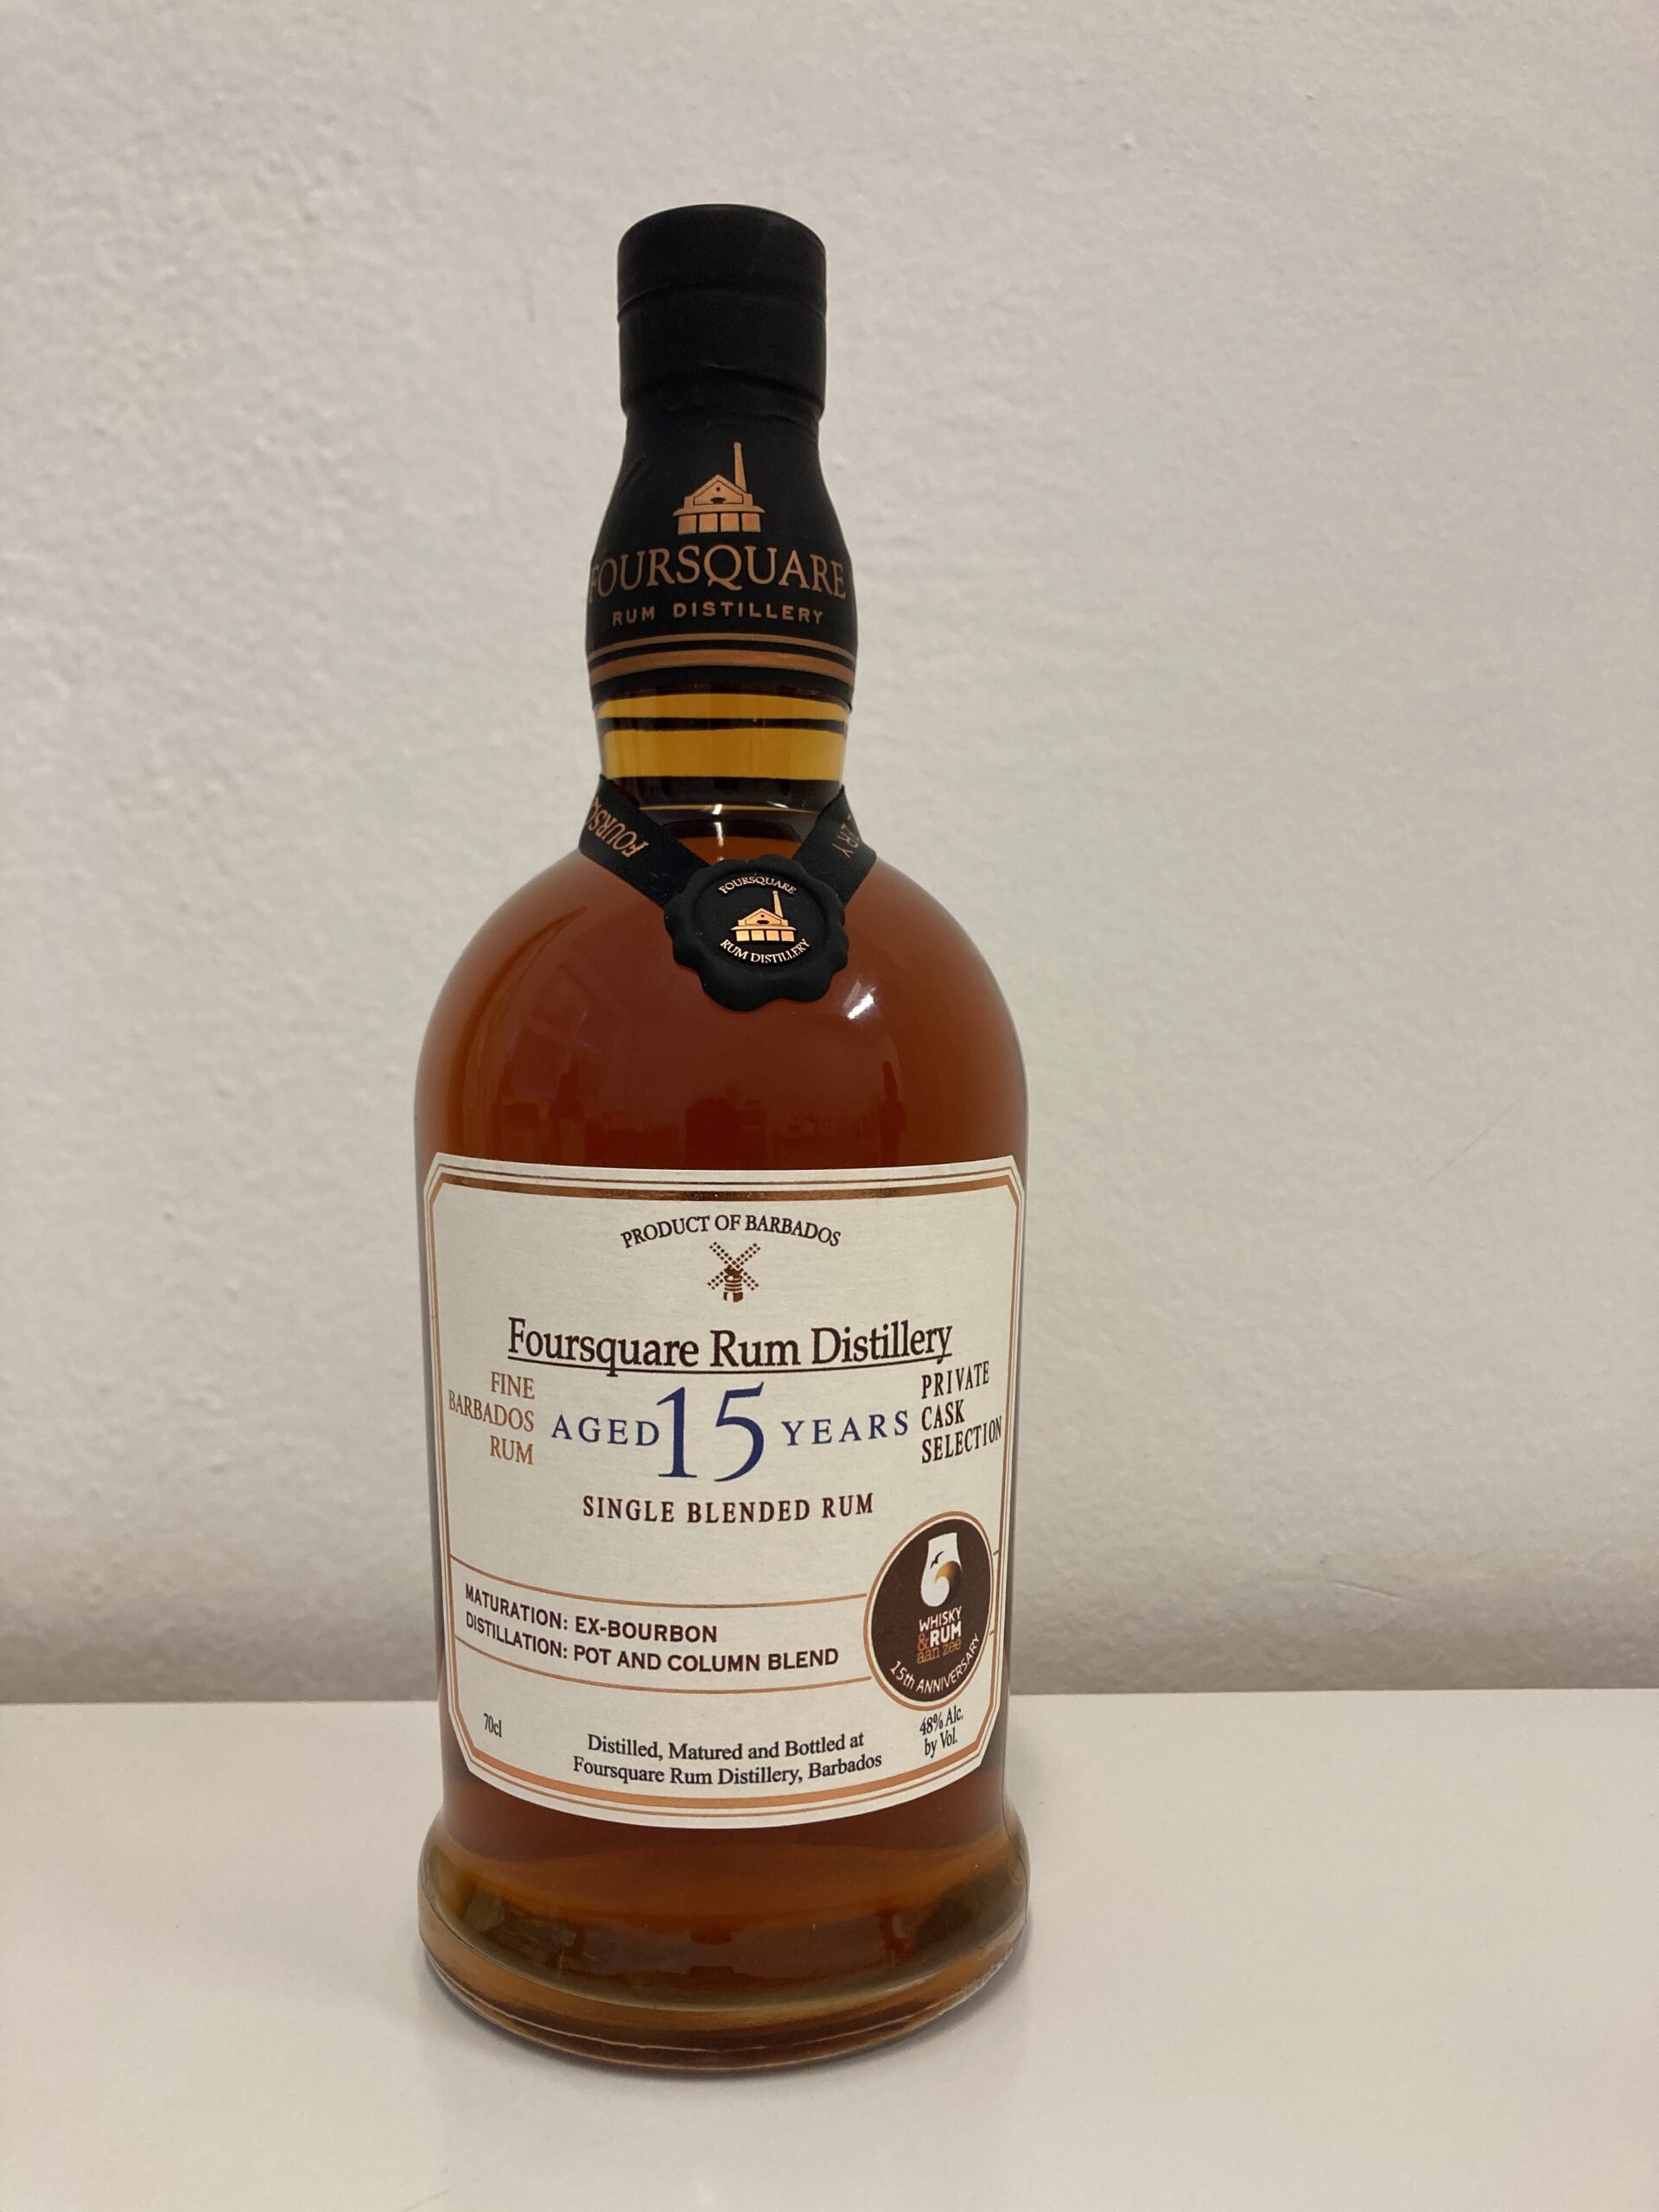 FOURSQUARE
RUM DISTILLERY
FOURSQUARE
RUM DISTILLERY
PRODUCT OF BARBADOS
Foursquare Rum Distillery
FINE
BARBADOS
RUM
AGED 15 YEARS
PRIVATE
CASK
SELECTION
SINGLE BLENDED RUM
MATURATION: EX-BOURBON
DISTILLATION: POT AND COLUMN BLEND
WHISKY
&RUM
aan zee
15th ANNIVERSARY
70cl
Distilled, Matured and Bottled at
Foursquare Rum Distillery, Barbados
48% Alc.
by Vol.